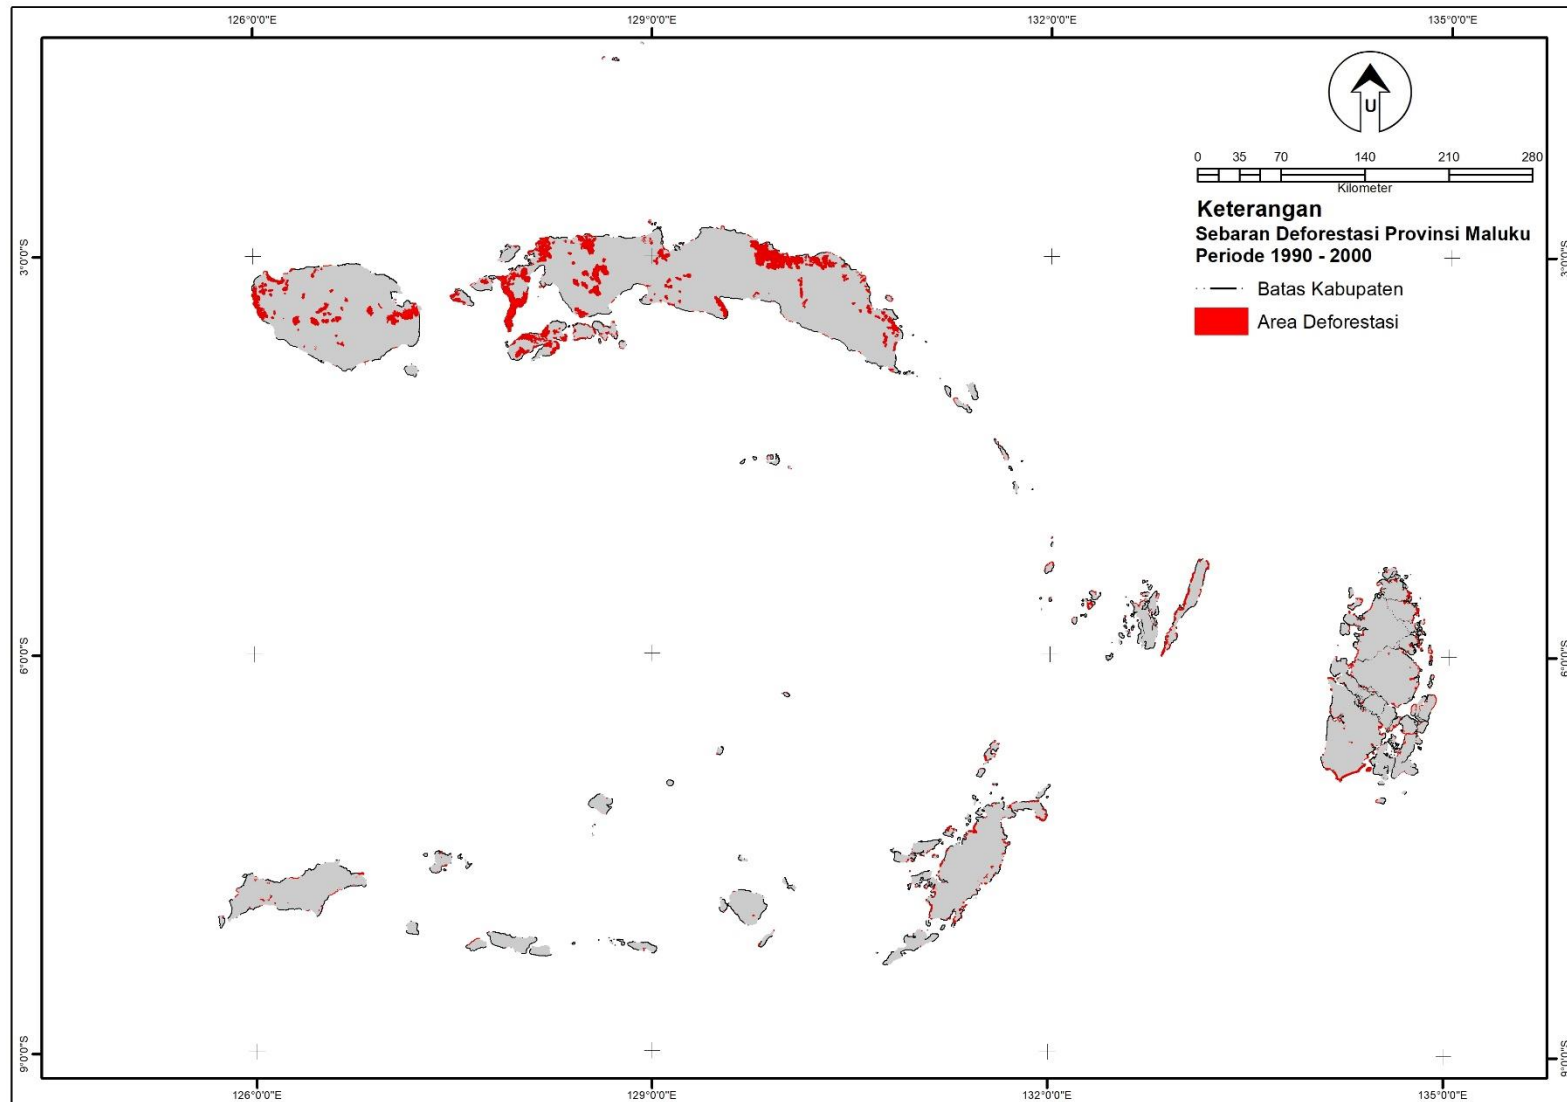 126°0'0"E 129°0'0"E 132°0'0"E 135°0'0"E
U
0 35 70 140 210 280
Kilometer
Keterangan
Sebaran Deforestasi Provinsi Maluku
Periode 1990 - 2000
Batas Kabupaten
Area Deforestasi
3°0'0"S 3°0'0"S
6°0'0"S 6°0'0"S
9°0'0"S 9°0'0"S
126°0'0"E 129°0'0"E 132°0'0"E 135°0'0"E